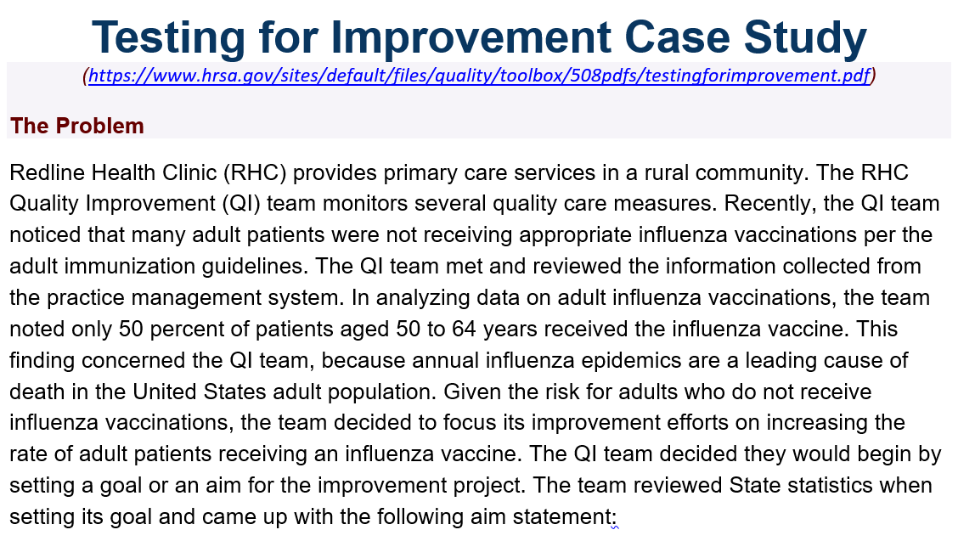 Testing for Improvement Case Study
(https://www.hrsa.gov/sites/default/files/quality/toolbox/508pdfs/testingforimprovement.pdf)
The Problem
Redline Health Clinic (RHC) provides primary care services in a rural community. The RHC
Quality Improvement (QI) team monitors several quality care measures. Recently, the QI team
noticed that many adult patients were not receiving appropriate influenza vaccinations per the
adult immunization guidelines. The QI team met and reviewed the information collected from
the practice management system. In analyzing data on adult influenza vaccinations, the team
noted only 50 percent of patients aged 50 to 64 years received the influenza vaccine. This
finding concerned the QI team, because annual influenza epidemics are a leading cause of
death in the United States adult population. Given the risk for adults who do not receive
influenza vaccinations, the team decided to focus its improvement efforts on increasing the
rate of adult patients receiving an influenza vaccine. The QI team decided they would begin by
setting a goal or an aim for the improvement project. The team reviewed State statistics when
setting its goal and came up with the following aim statement: